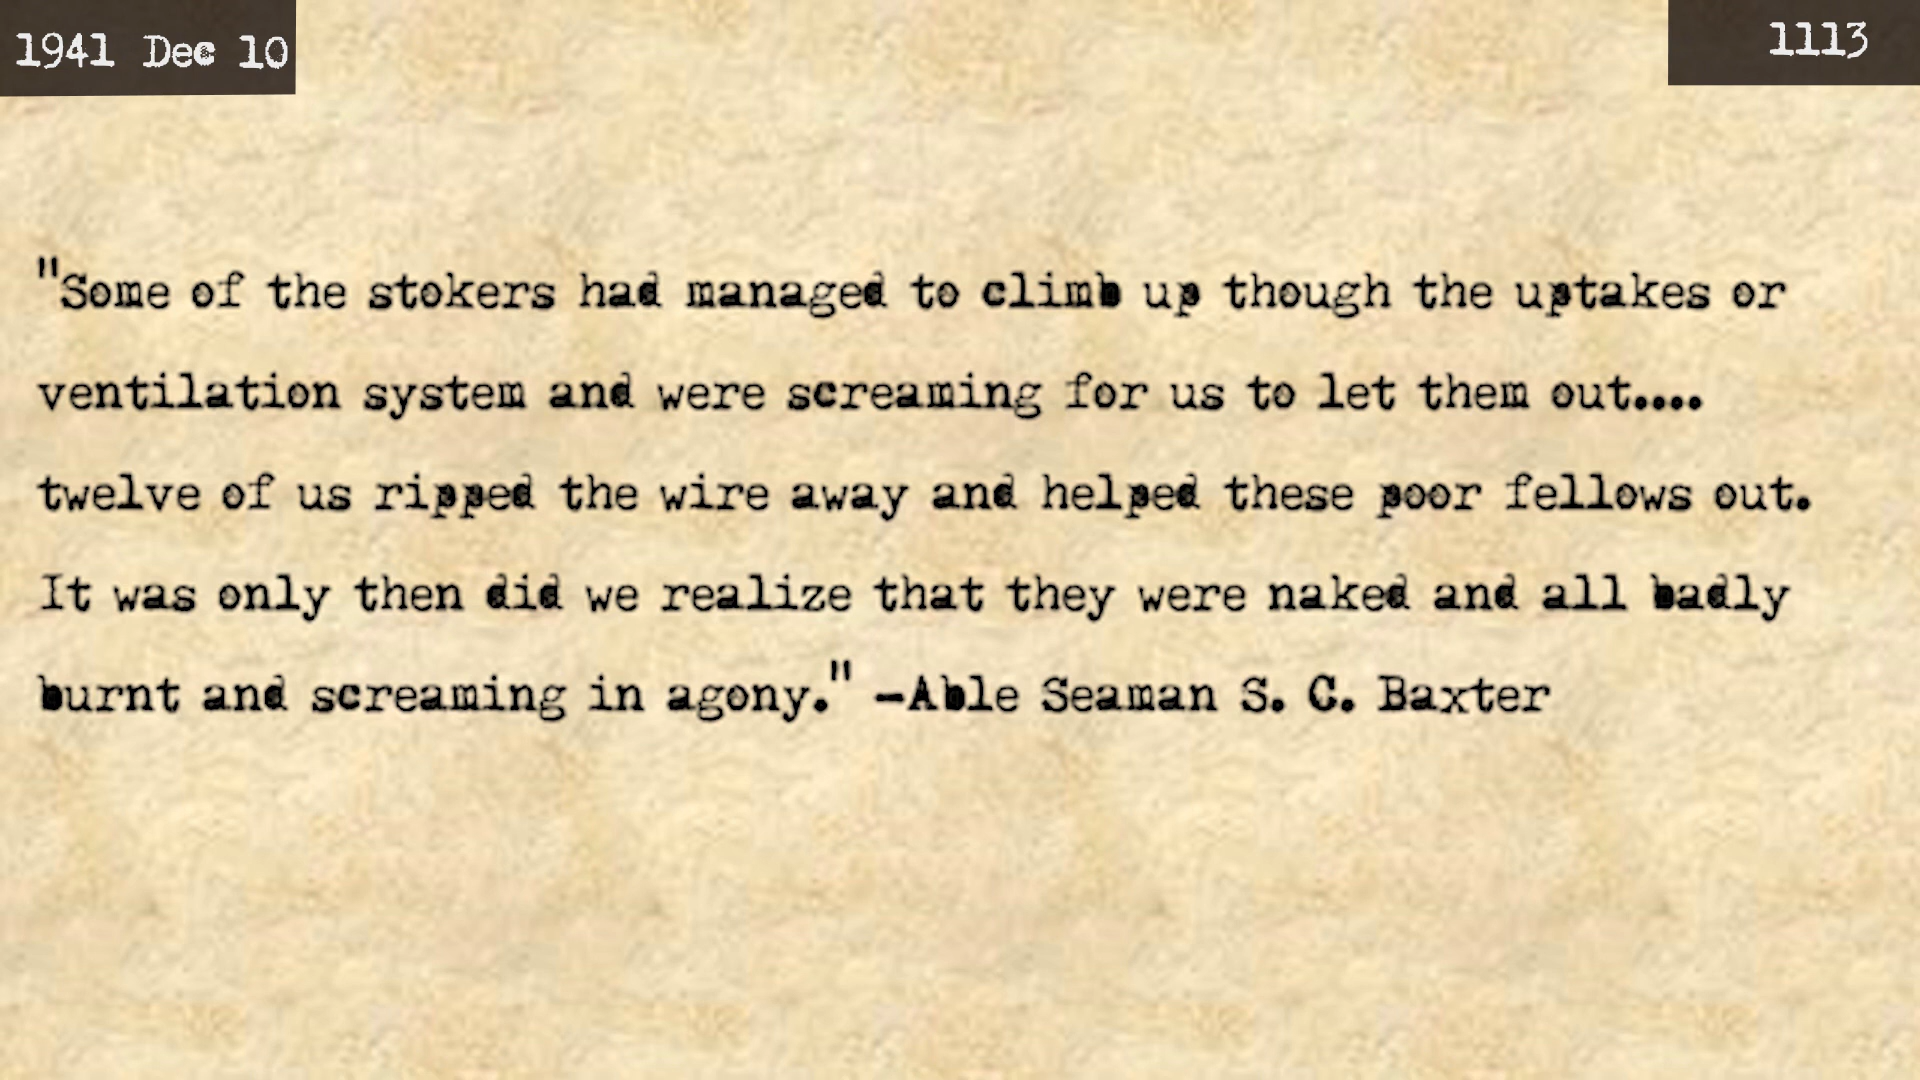 1941 Dec 10
1113
"Some of the stokers had managed to climb up though the uptakes or
ventilation system and were screaming for us to let them out....
twelve of us ripped the wire away and helped these poor fellows out.
It was only then did we realize that they were naked and all badly
burnt and screaming in agony." -Able Seaman S. C. Baxter